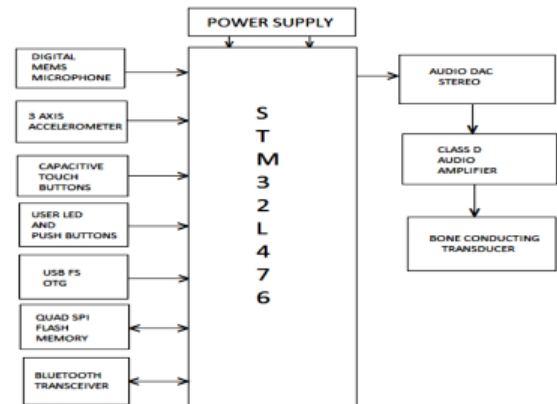 POWER SUPPLY
DIGITAL
MEMS
MICROPHONE
3 AXIS
ACCELEROMETER
CAPACITIVE
TOUCH
BUTTONS
USER LED
AND
PUSH BUTTONS
USB FS
OTG
QUAD SPI
FLASH
MEMORY
BLUETOOTH
TRANSCEIVER
S
T
M
3
2
L
4
7
6
AUDIO DAC
STEREO
CLASS D
AUDIO
AMPLIFIER
BONE CONDUCTING
TRANSDUCER